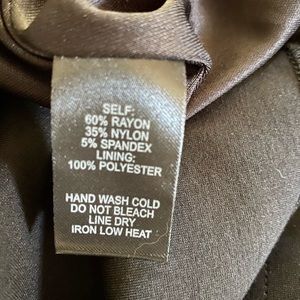 SELF:
60% RAYON
35% NYLON
5% SPANDEX
LINING:
100% POLYESTER
HAND WASH COLD
DO NOT BLEACH
LINE DRY
IRON LOW HEAT